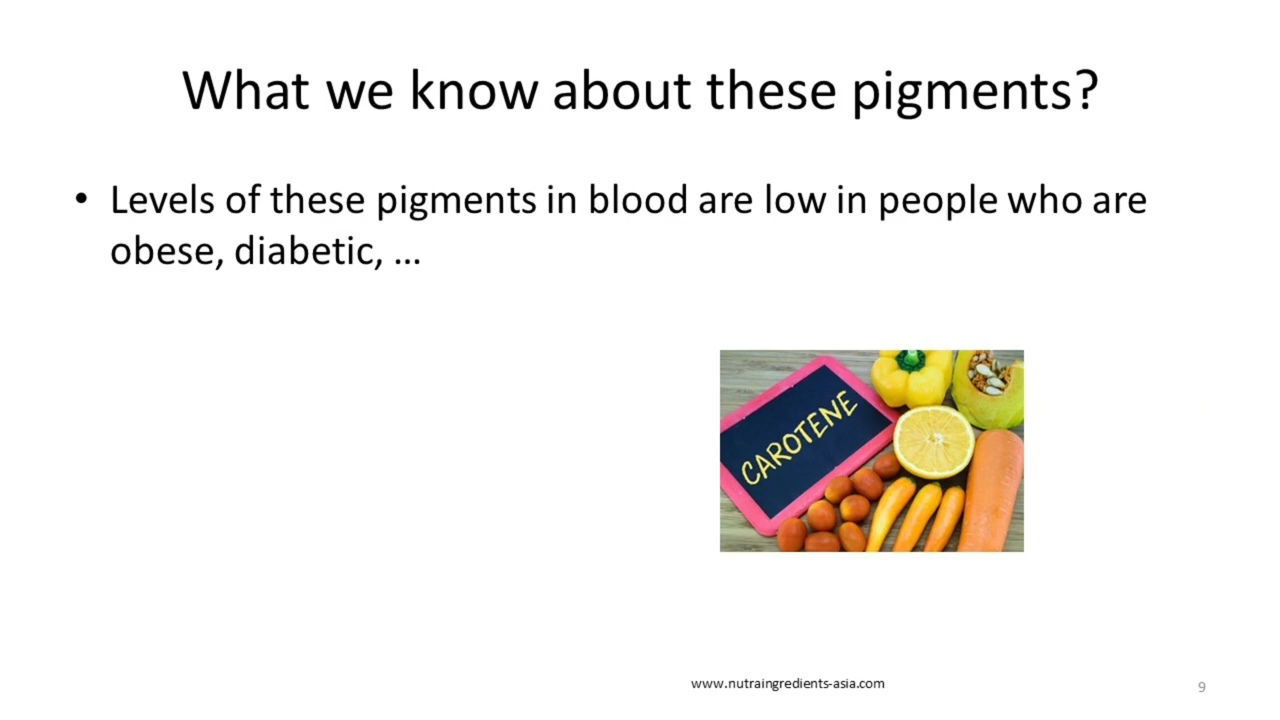 What we know about these pigments?
• Levels of these pigments in blood are low in people who are
obese, diabetic, ...
CAROTENE
www.nutraingredients-asia.com
9